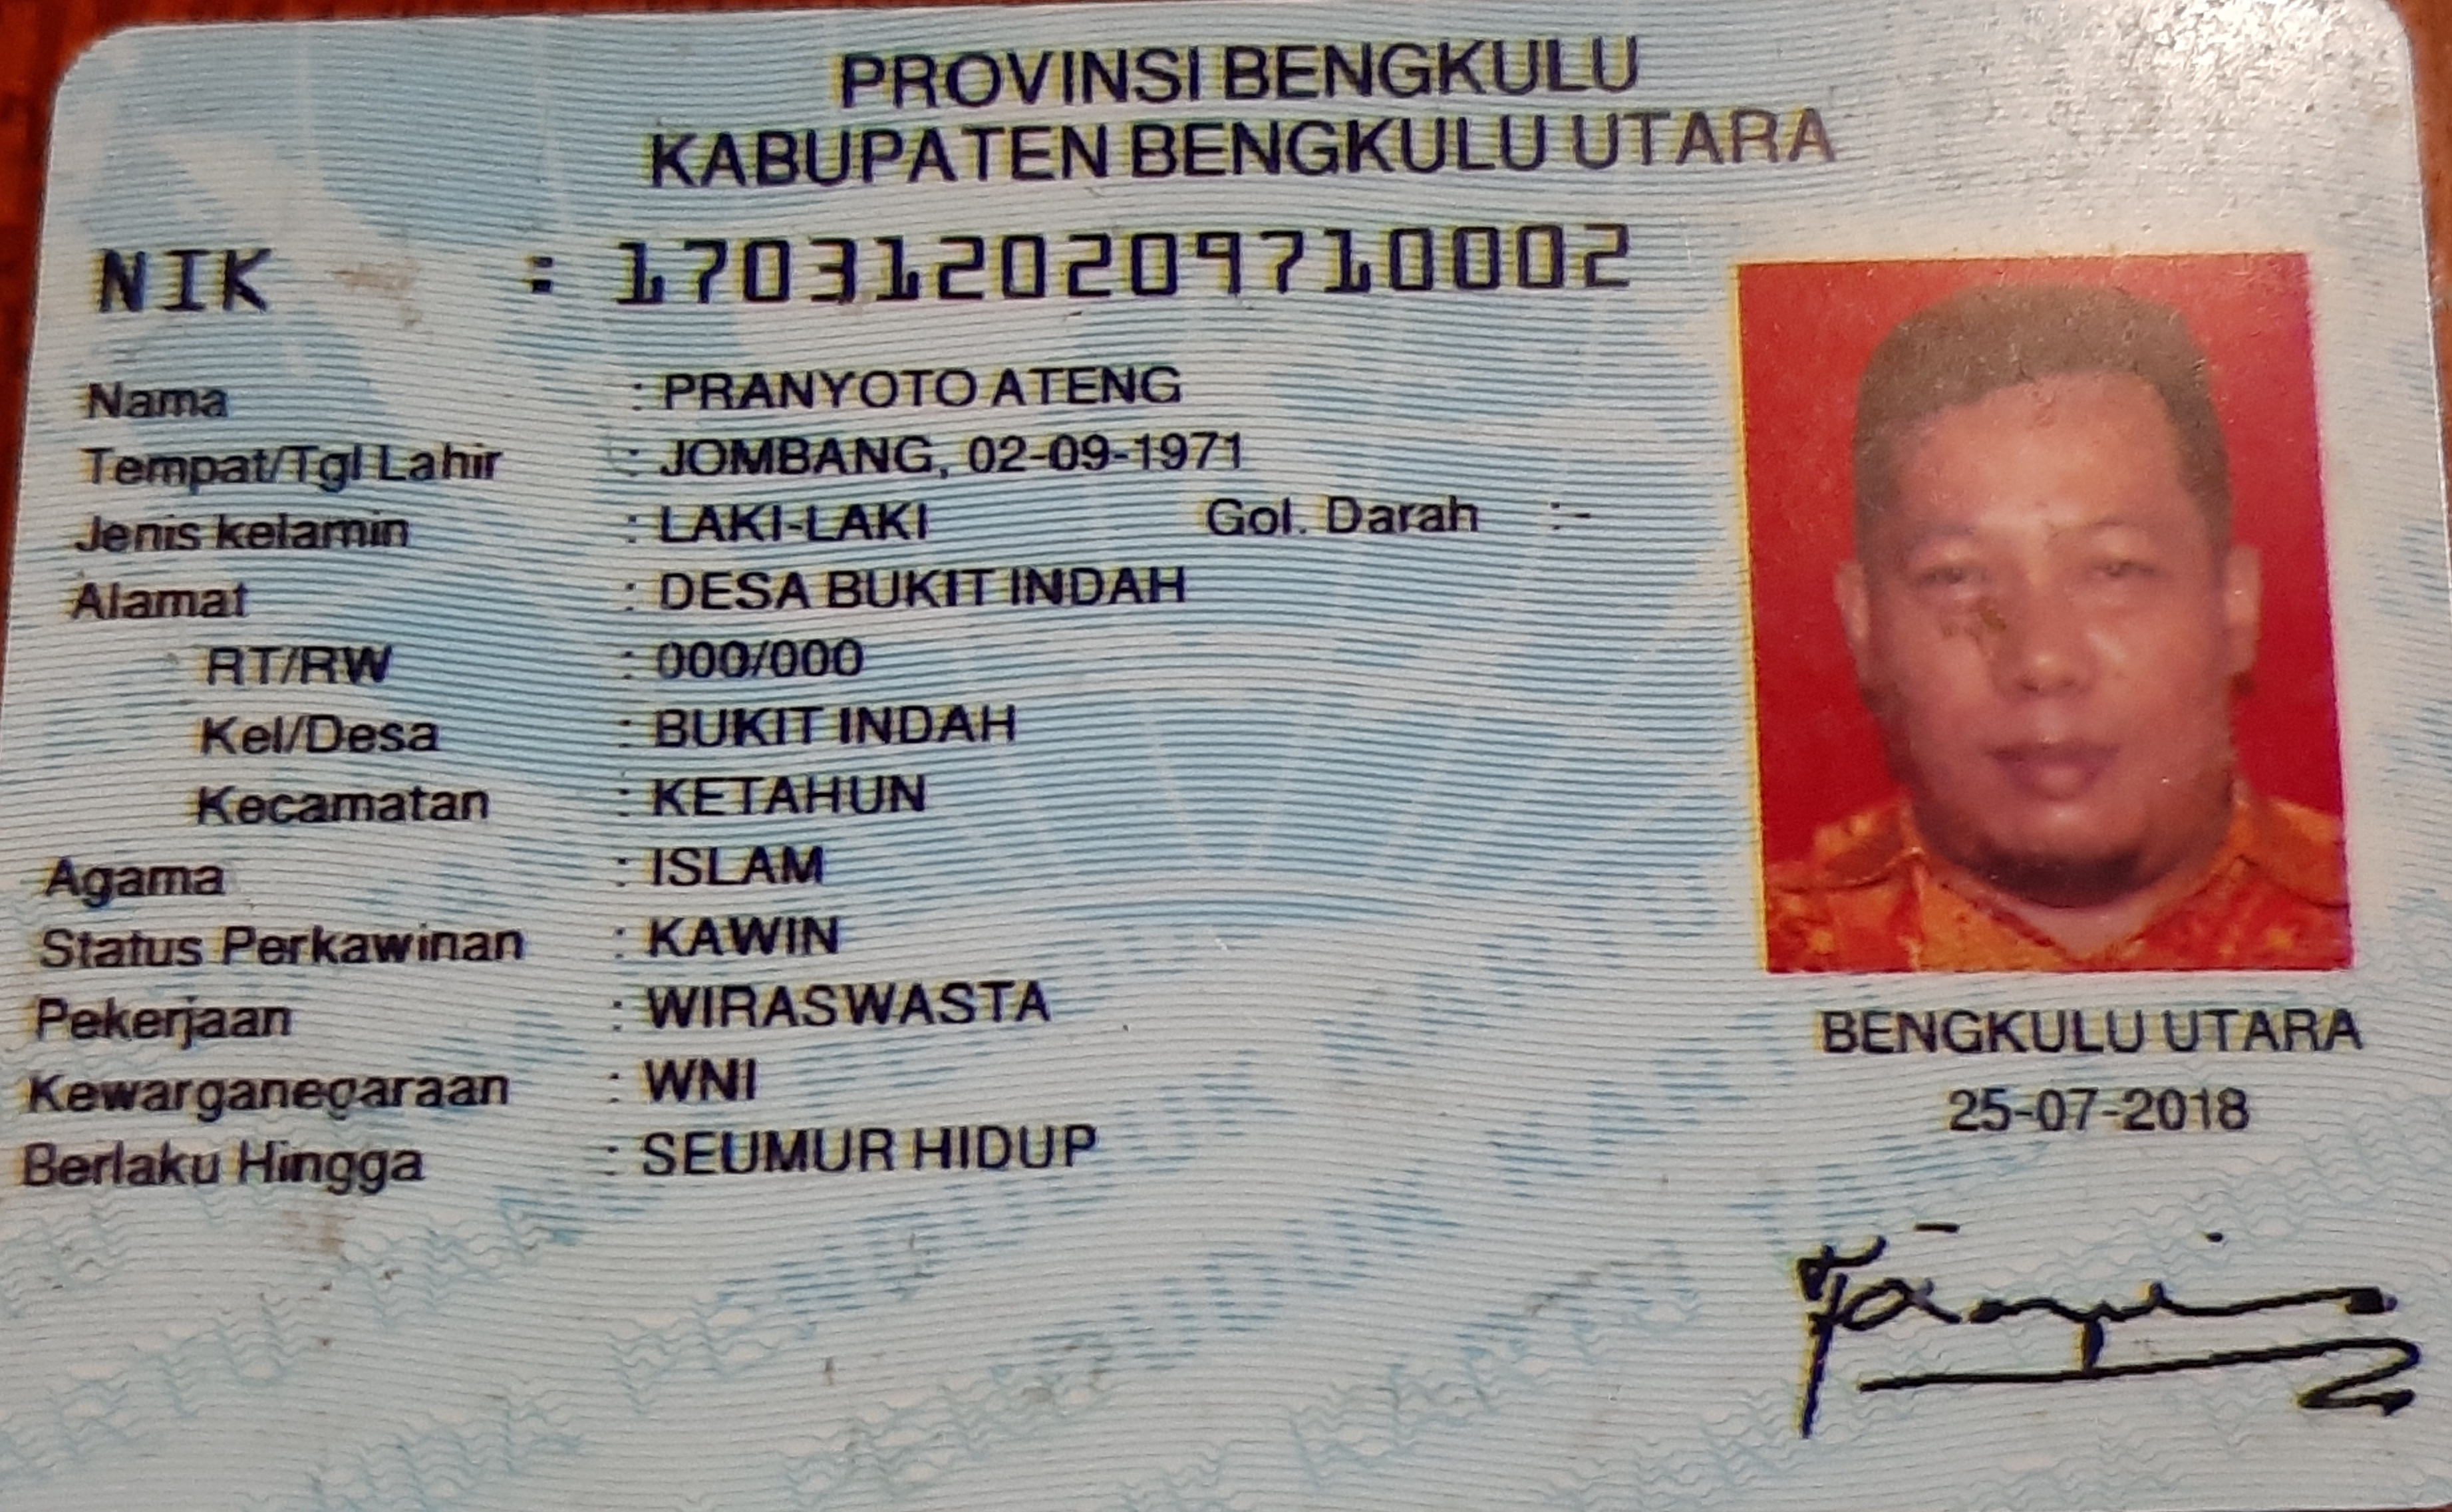 PROVINSI BENGKULU
KABUPATEN BENGKULU UTARA
NIK : 1703120209710002
Nama : PRANYOTO ATENG
Tempat/Tgl Lahir : JOMBANG, 02-09-1971
Jenis kelamin : LAKI-LAKI Gol. Darah :-
Alamat : DESA BUKIT INDAH
RT/RW : 000/000
Kel/Desa : BUKIT INDAH
Kecamatan : KETAHUN
Agama : ISLAM
Status Perkawinan : KAWIN
Pekerjaan : WIRASWASTA
Kewarganegaraan : WNI
Berlaku Hingga : SEUMUR HIDUP
BENGKULU UTARA
25-07-2018